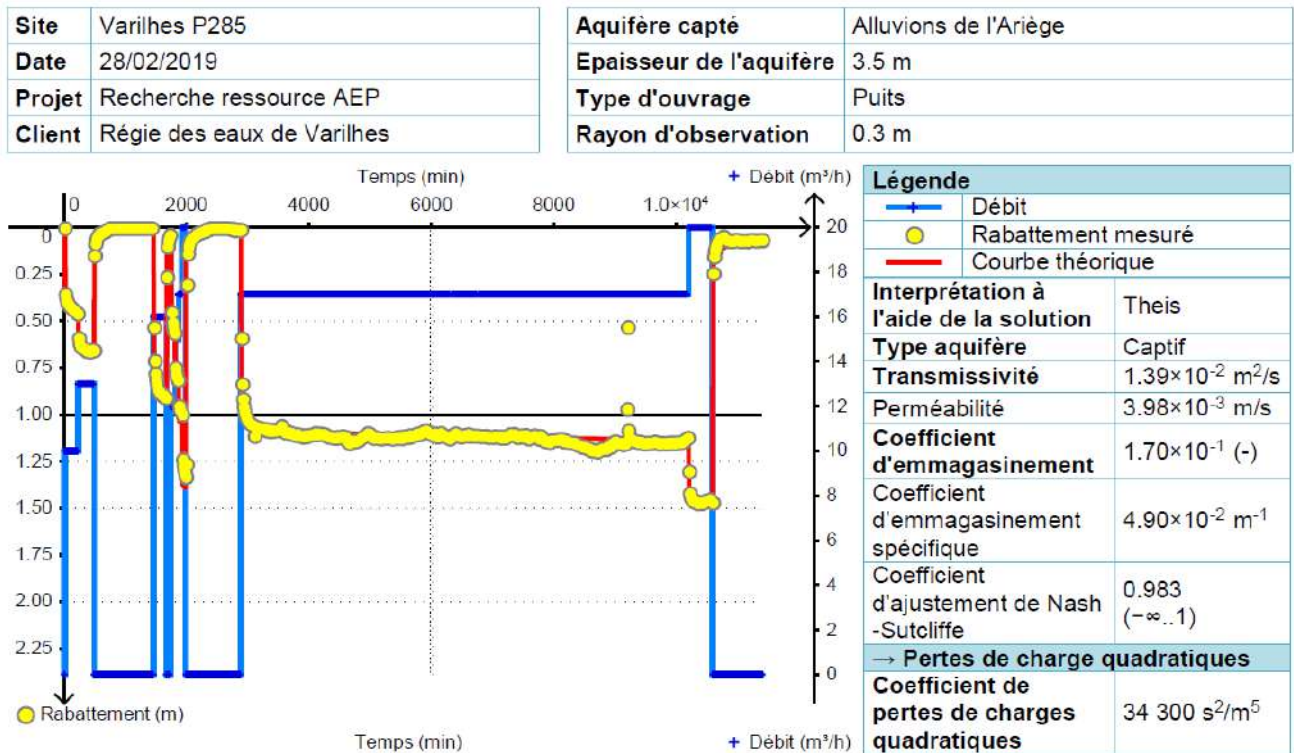 Site Varilhes P285
Date 28/02/2019
Projet Recherche ressource AEP
Client Régie des eaux de Varilhes
Aquifère capté Alluvions de l'Ariège
Epaisseur de l'aquifère 3.5 m
Type d'ouvrage Puits
Rayon d'observation 0.3 m
Temps (min) + Débit (m³/h)
0 2000 4000 6000 8000 1.0×10⁴
0 20
0.25 18
0.50 16
0.75 14
1.00 12
1.25 10
1.50 8
1.75 6
2.00 4
2.25 2
0
Rabattement (m)
Temps (min) + Débit (m³/h)
Légende
Débit
Rabattement mesuré
Courbe théorique
Interprétation à
l'aide de la solution Theis
Type aquifère Captif
Transmissivité 1.39×10⁻² m²/s
Perméabilité 3.98×10⁻³ m/s
Coefficient
d'emmagasinement 1.70×10⁻¹ (-)
Coefficient
d'emmagasinement
spécifique 4.90×10⁻² m⁻¹
Coefficient
d'ajustement de Nash
-Sutcliffe 0.983
(−∞..1)
→ Pertes de charge quadratiques
Coefficient de
pertes de charges
quadratiques 34 300 s²/m⁵